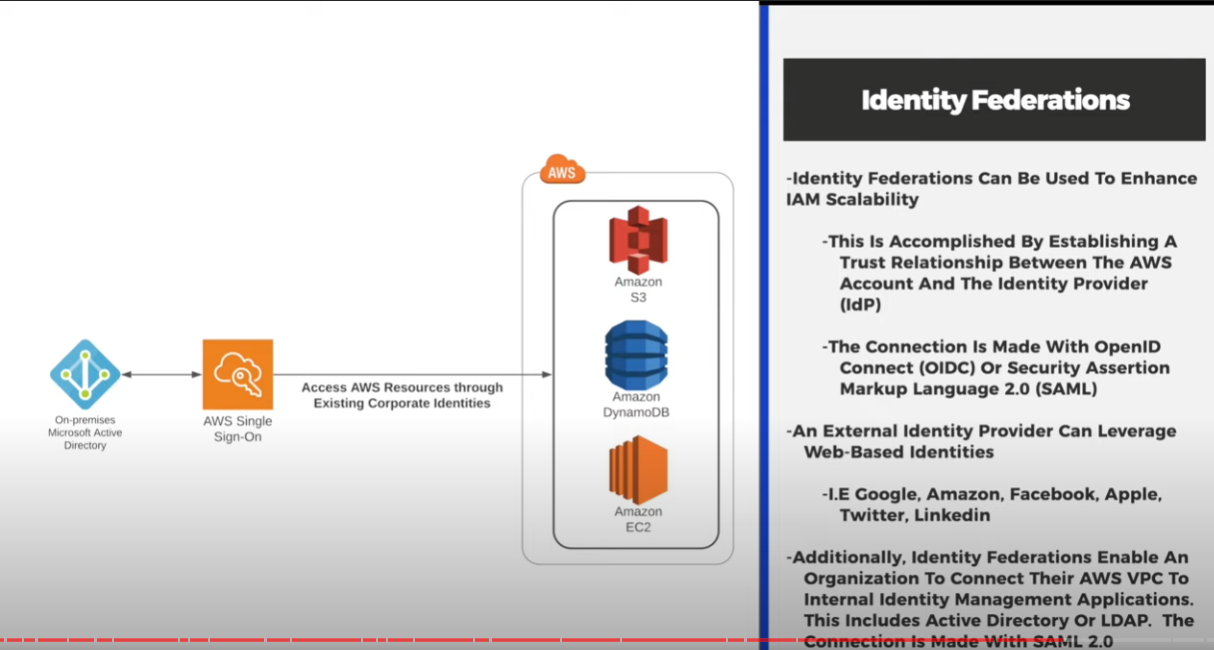 Identity Federations
-Identity Federations Can Be Used To Enhance
IAM Scalability
-This Is Accomplished By Establishing A
Trust Relationship Between The AWS
Account And The Identity Provider
(IdP)
-The Connection Is Made With OpenID
Connect (OIDC) Or Security Assertion
Markup Language 2.0 (SAML)
-An External Identity Provider Can Leverage
Web-Based Identities
-I.E Google, Amazon, Facebook, Apple,
Twitter, Linkedin
-Additionally, Identity Federations Enable An
Organization To Connect Their AWS VPC To
Internal Identity Management Applications.
This Includes Active Directory Or LDAP. The
Connection Is Made With SAML 2.0
AWS
Amazon
S3
Amazon
DynamoDB
Amazon
EC2
On-premises
Microsoft Active
Directory
AWS Single
Sign-On
Access AWS Resources through
Existing Corporate Identities